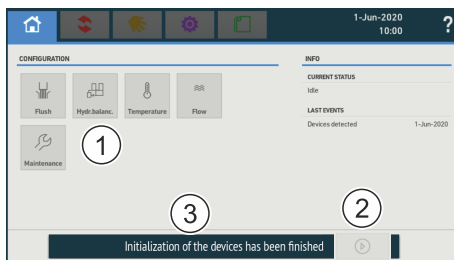 1-Jun-2020
10:00
?
CONFIGURATION
Flush
Hydr.balanc.
Temperature
Flow
Maintenance
1
INFO
CURRENT STATUS
Idle
LAST EVENTS
Devices detected 1-Jun-2020
3
2
Initialization of the devices has been finished